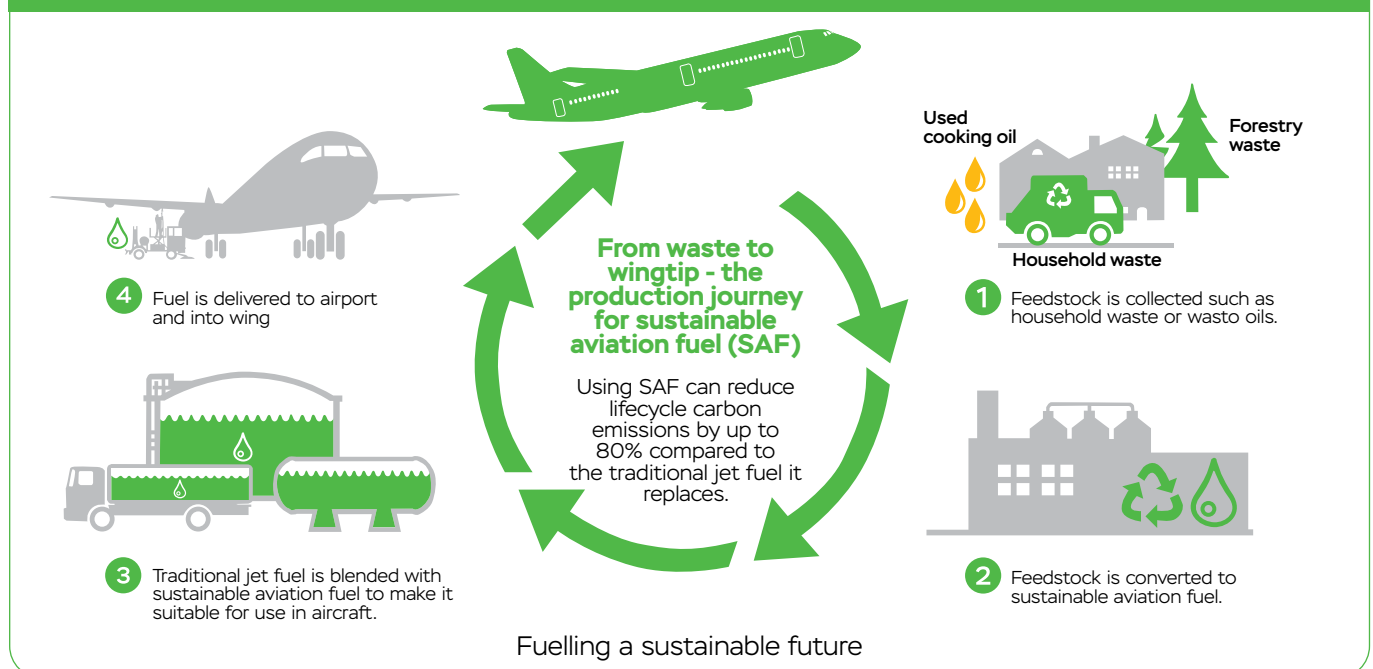 From waste to
wingtip - the
production journey
for sustainable
aviation fuel (SAF)
Using SAF can reduce
lifecycle carbon
emissions by up to
80% compared to
the traditional jet fuel it
replaces.
Used
cooking oil
Forestry
waste
Household waste
1 Feedstock is collected such as
household waste or wasto oils.
2 Feedstock is converted to
sustainable aviation fuel.
3 Traditional jet fuel is blended with
sustainable aviation fuel to make it
suitable for use in aircraft.
4 Fuel is delivered to airport
and into wing
Fuelling a sustainable future